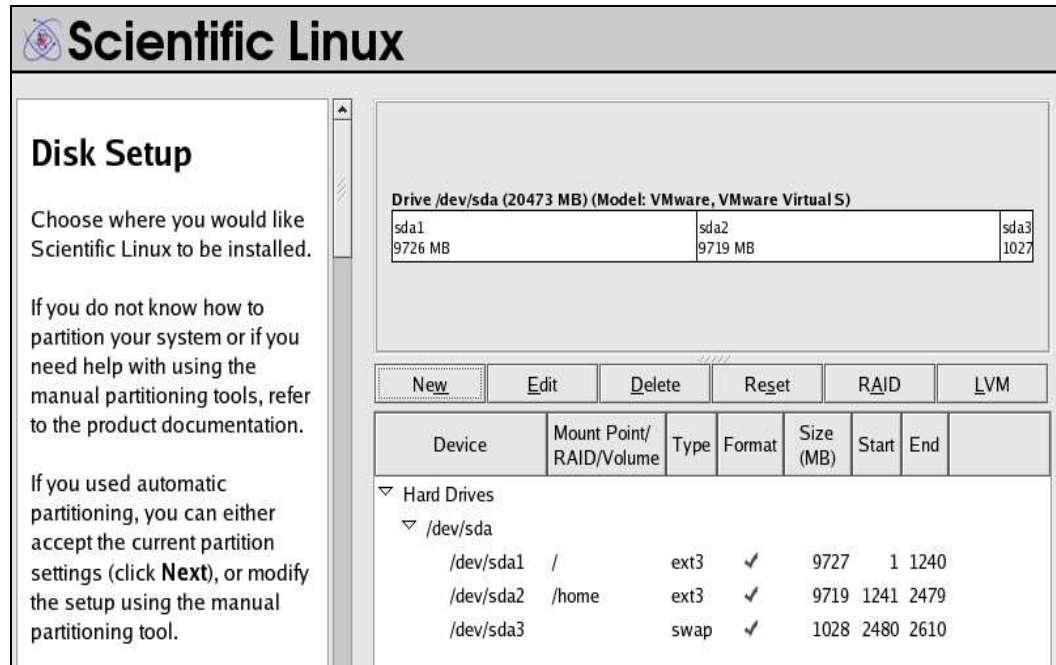 Scientific Linux
Disk Setup
Choose where you would like
Scientific Linux to be installed.
If you do not know how to
partition your system or if you
need help with using the
manual partitioning tools, refer
to the product documentation.
If you used automatic
partitioning, you can either
accept the current partition
settings (click Next), or modify
the setup using the manual
partitioning tool.
Drive /dev/sda (20473 MB) (Model: VMware, VMware Virtual S)
sda1 sda2 sda3
9726 MB 9719 MB 1027
New Edit Delete Reset RAID LVM
Device Mount Point/ RAID/Volume Type Format Size (MB) Start End
Hard Drives
/dev/sda
/dev/sda1 / ext3 9727 1 1240
/dev/sda2 /home ext3 9719 1241 2479
/dev/sda3 swap 1028 2480 2610